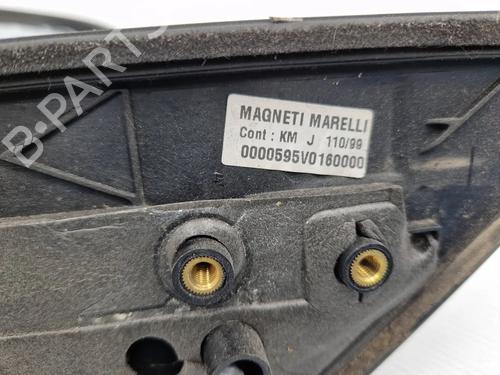 B-PARTS
MAGNETI MARELLI
Cont : KM J 110/99
0000595V0160000